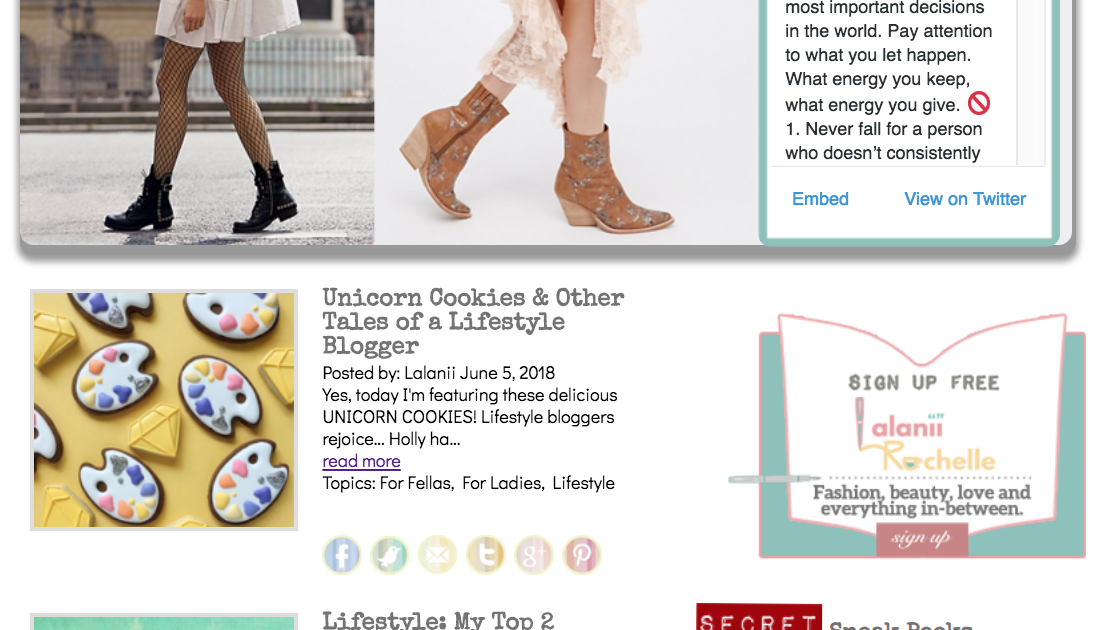 most important decisions
in the world. Pay attention
to what you let happen.
What energy you keep,
what energy you give. 🚫
1. Never fall for a person
who doesn’t consistently
Embed
View on Twitter
Unicorn Cookies & Other
Tales of a Lifestyle
Blogger
Posted by: Lalanii June 5, 2018
Yes, today I'm featuring these delicious
UNICORN COOKIES! Lifestyle bloggers
rejoice... Holly ha...
read more
Topics: For Fellas,  For Ladies,  Lifestyle
SIGN UP FREE
Lalanii
Rochelle
Fashion, beauty, love and
everything in-between.
sign up
Lifestyle: My Top 2
SECRET
Sneak Peeks